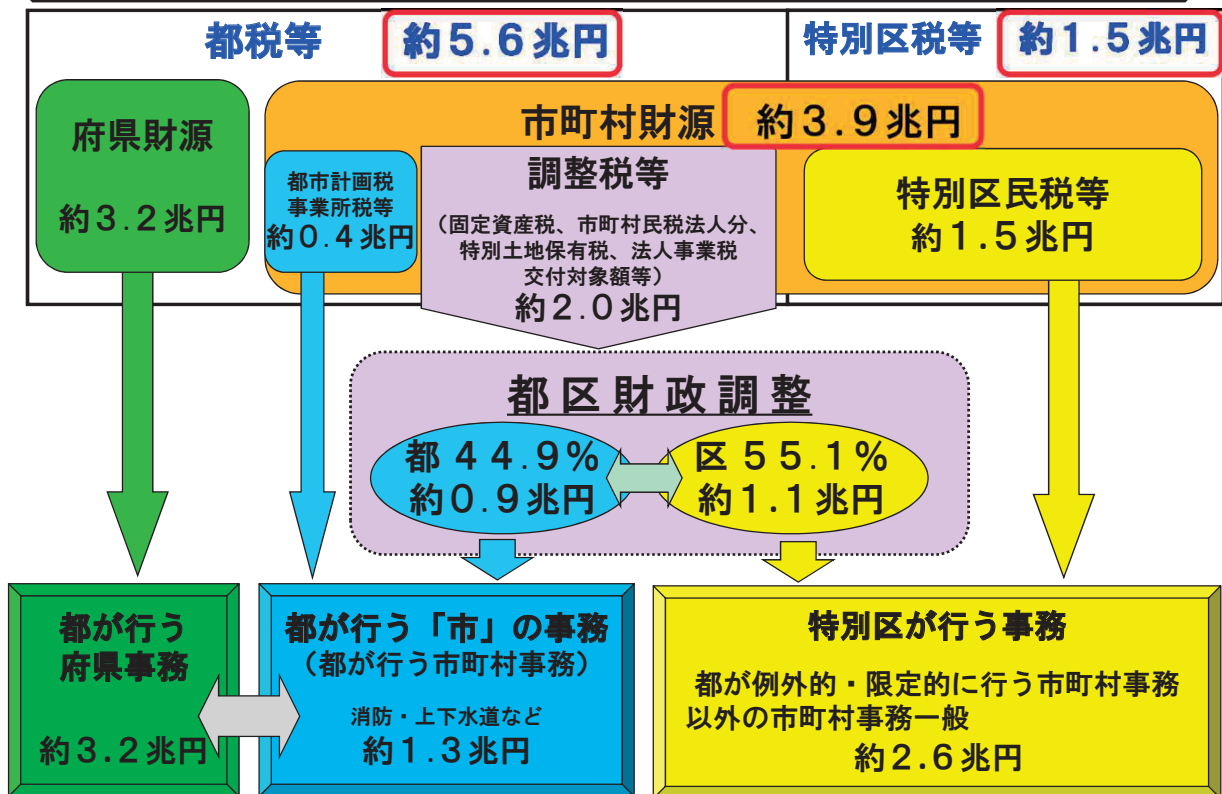 都税等 約5.6兆円
特別区税等 約1.5兆円
府県財源
約3.2兆円
市町村財源 約3.9兆円
都市計画税
事業所税等
約0.4兆円
調整税等
（固定資産税、市町村民税法人分、
特別土地保有税、法人事業税
交付対象額等）
約2.0兆円
特別区民税等
約1.5兆円
都区財政調整
都 44.9%
約0.9兆円
区 55.1%
約1.1兆円
都が行う
府県事務
約3.2兆円
都が行う「市」の事務
（都が行う市町村事務）
消防・上下水道など
約1.3兆円
特別区が行う事務
都が例外的・限定的に行う市町村事務
以外の市町村事務一般
約2.6兆円